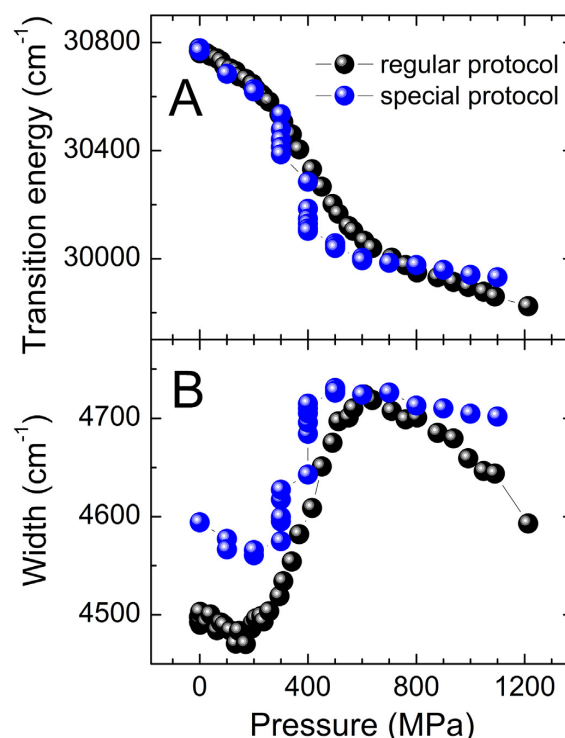 Transition energy (cm⁻¹)
30800
30400
30000
A
regular protocol
special protocol
Width (cm⁻¹)
4700
4600
4500
B
0 400 800 1200
Pressure (MPa)